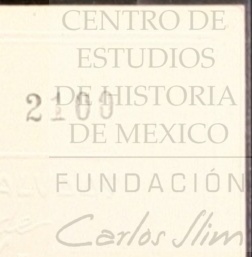 CENTRO DE
ESTUDIOS
DE HISTORIA
DE MEXICO
FUNDACIÓN
Carlos Slim